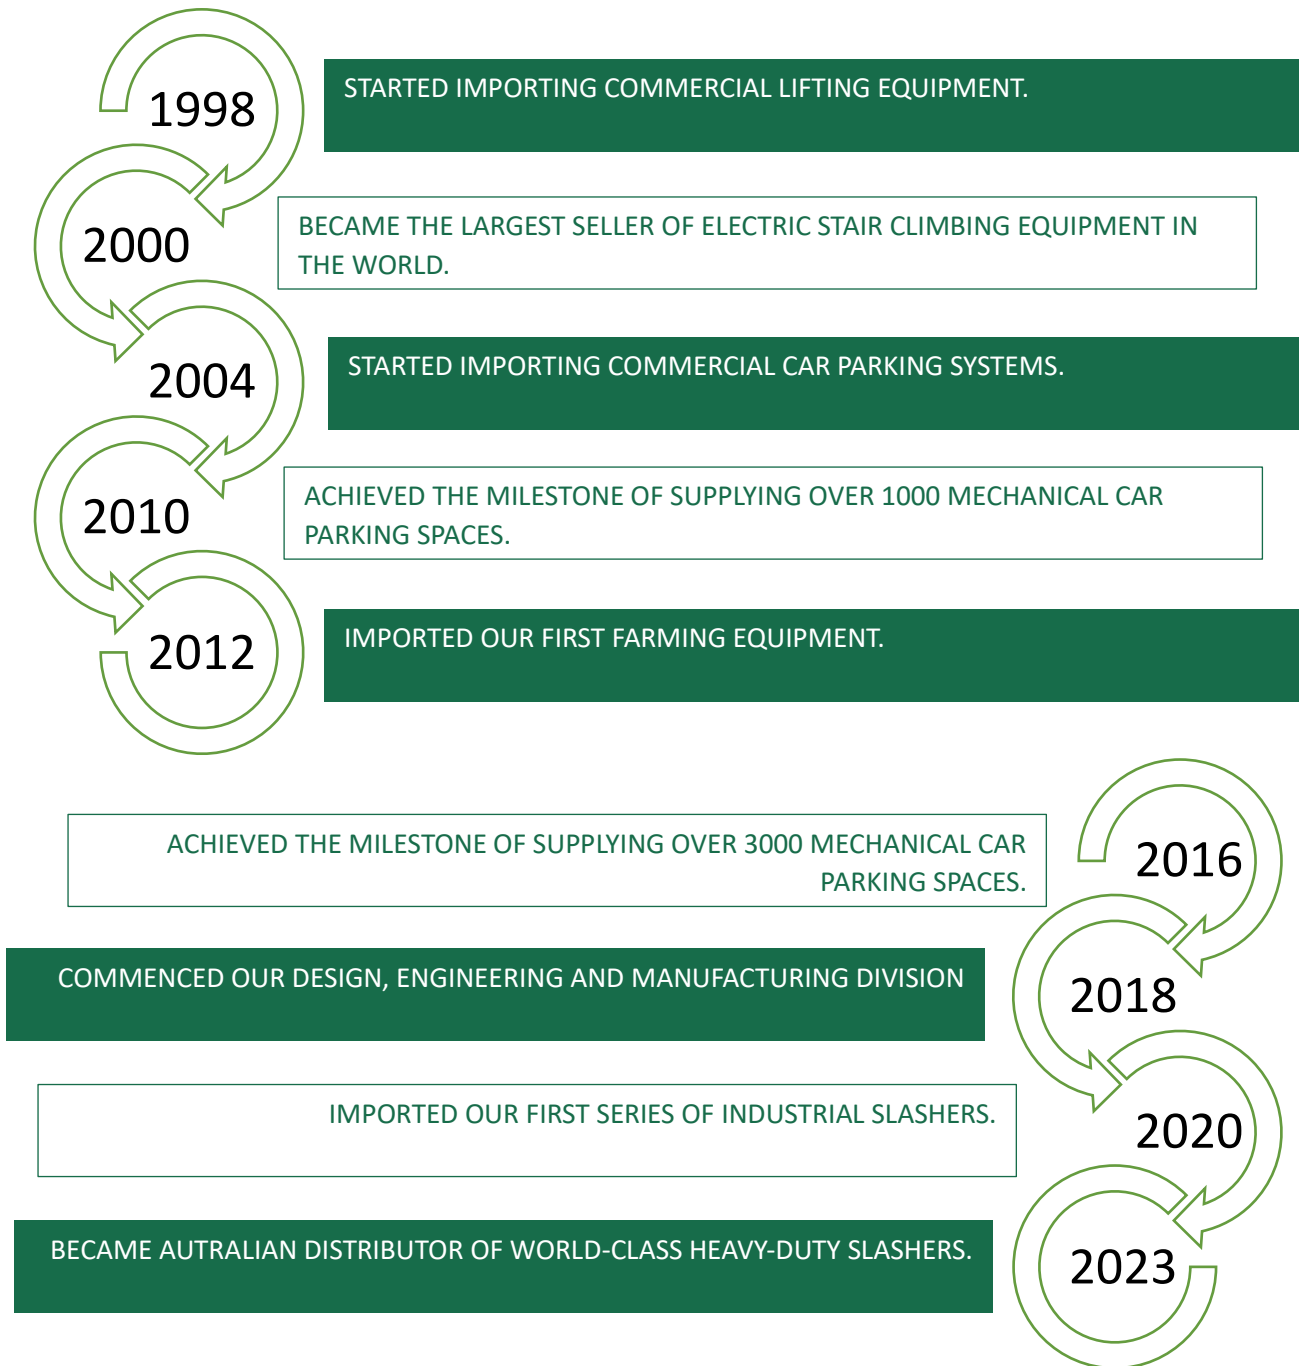 1998
STARTED IMPORTING COMMERCIAL LIFTING EQUIPMENT.
2000
BECAME THE LARGEST SELLER OF ELECTRIC STAIR CLIMBING EQUIPMENT IN
THE WORLD.
2004
STARTED IMPORTING COMMERCIAL CAR PARKING SYSTEMS.
2010
ACHIEVED THE MILESTONE OF SUPPLYING OVER 1000 MECHANICAL CAR
PARKING SPACES.
2012
IMPORTED OUR FIRST FARMING EQUIPMENT.
ACHIEVED THE MILESTONE OF SUPPLYING OVER 3000 MECHANICAL CAR
PARKING SPACES.
2016
COMMENCED OUR DESIGN, ENGINEERING AND MANUFACTURING DIVISION
2018
IMPORTED OUR FIRST SERIES OF INDUSTRIAL SLASHERS.
2020
BECAME AUTRALIAN DISTRIBUTOR OF WORLD-CLASS HEAVY-DUTY SLASHERS.
2023